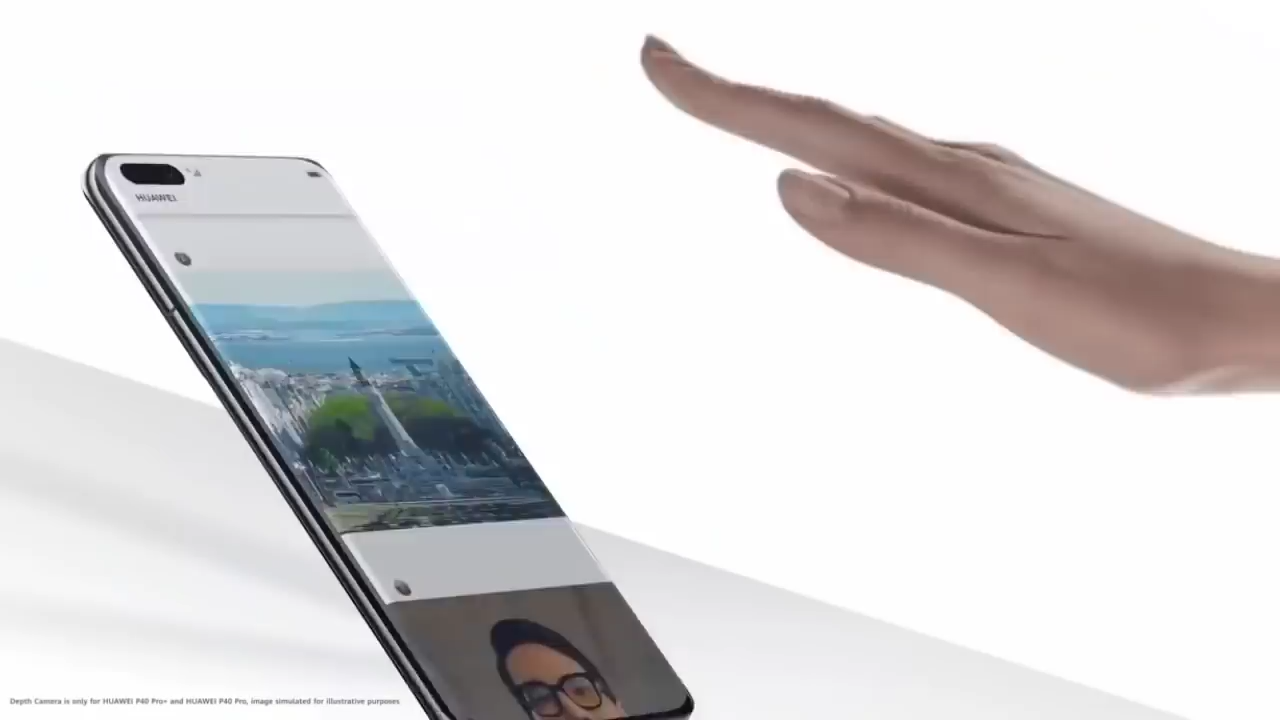 HUAWEI
Depth Camera is only for HUAWEI P40 Pro+ and HUAWEI P40 Pro, image simulated for illustrative purposes